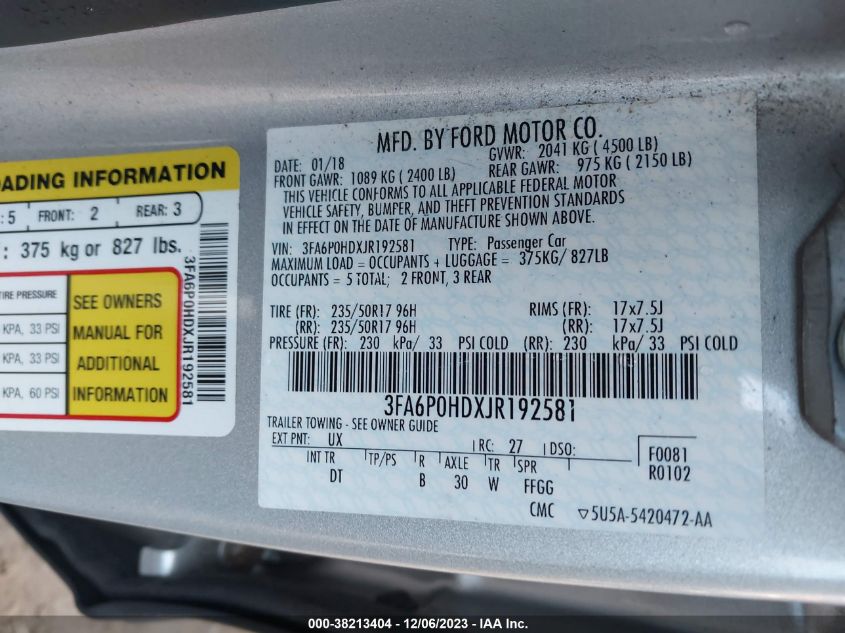 MFD. BY FORD MOTOR CO.
DATE: 01/18 GVWR: 2041 KG ( 4500 LB)
FRONT GAWR: 1089 KG ( 2400 LB) REAR GAWR: 975 KG ( 2150 LB)
THIS VEHICLE CONFORMS TO ALL APPLICABLE FEDERAL MOTOR
VEHICLE SAFETY, BUMPER, AND THEFT PREVENTION STANDARDS
IN EFFECT ON THE DATE OF MANUFACTURE SHOWN ABOVE.
VIN: 3FA6P0HDXJR192581 TYPE: Passenger Car
MAXIMUM LOAD = OCCUPANTS + LUGGAGE = 375KG/ 827LB
OCCUPANTS = 5 TOTAL; 2 FRONT, 3 REAR
TIRE (FR): 235/50R17 96H RIMS (FR): 17x7.5J
(RR): 235/50R17 96H (RR): 17x7.5J
PRESSURE (FR): 230 kPa/ 33 PSI COLD (RR): 230 kPa/ 33 PSI COLD
3FA6P0HDXJR192581
TRAILER TOWING - SEE OWNER GUIDE
EXT PNT: UX RC: 27 DSO: F0081
INT TR TP/PS R AXLE TR SPR R0102
DT B 30 W FFGG
CMC ▽5U5A-5420472-AA
ADING INFORMATION
: 5 FRONT: 2 REAR: 3
: 375 kg or 827 lbs.
TIRE PRESSURE
KPA, 33 PSI
KPA, 33 PSI
KPA, 60 PSI
SEE OWNERS
MANUAL FOR
ADDITIONAL
INFORMATION
3FA6P0HDXJR192581
000-38213404 - 12/06/2023 - IAA Inc.